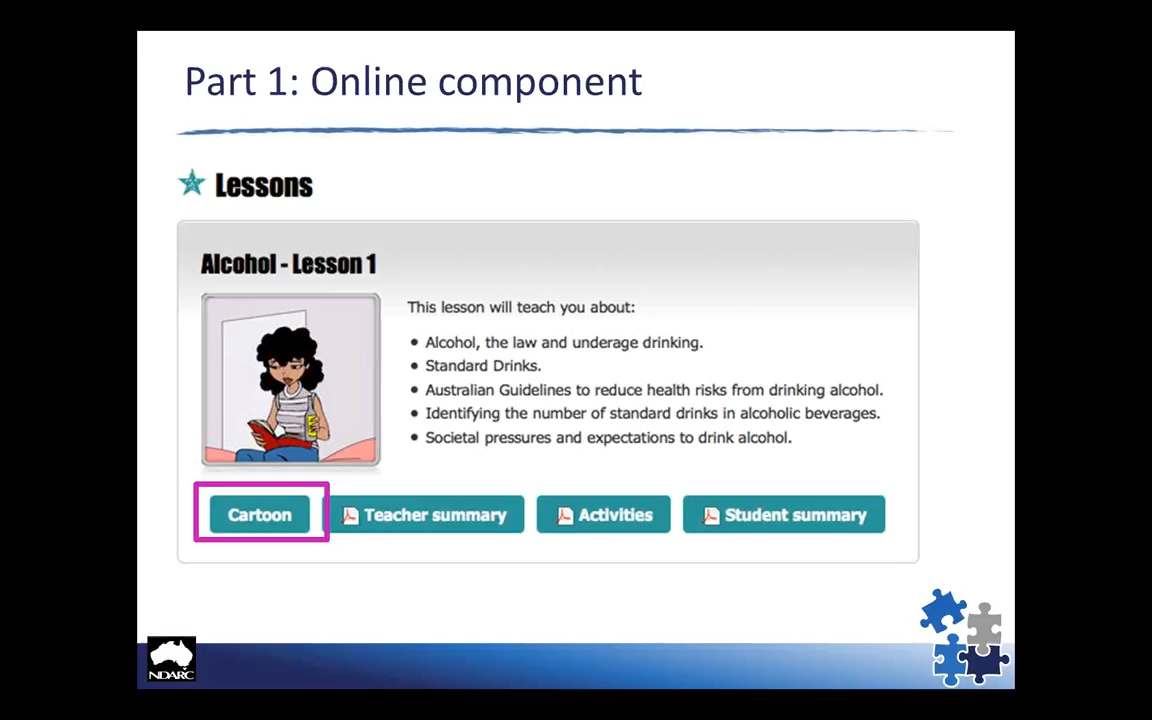 Part 1: Online component
Lessons
Alcohol - Lesson 1
This lesson will teach you about:
• Alcohol, the law and underage drinking.
• Standard Drinks.
• Australian Guidelines to reduce health risks from drinking alcohol.
• Identifying the number of standard drinks in alcoholic beverages.
• Societal pressures and expectations to drink alcohol.
Cartoon
Teacher summary
Activities
Student summary
NDARC